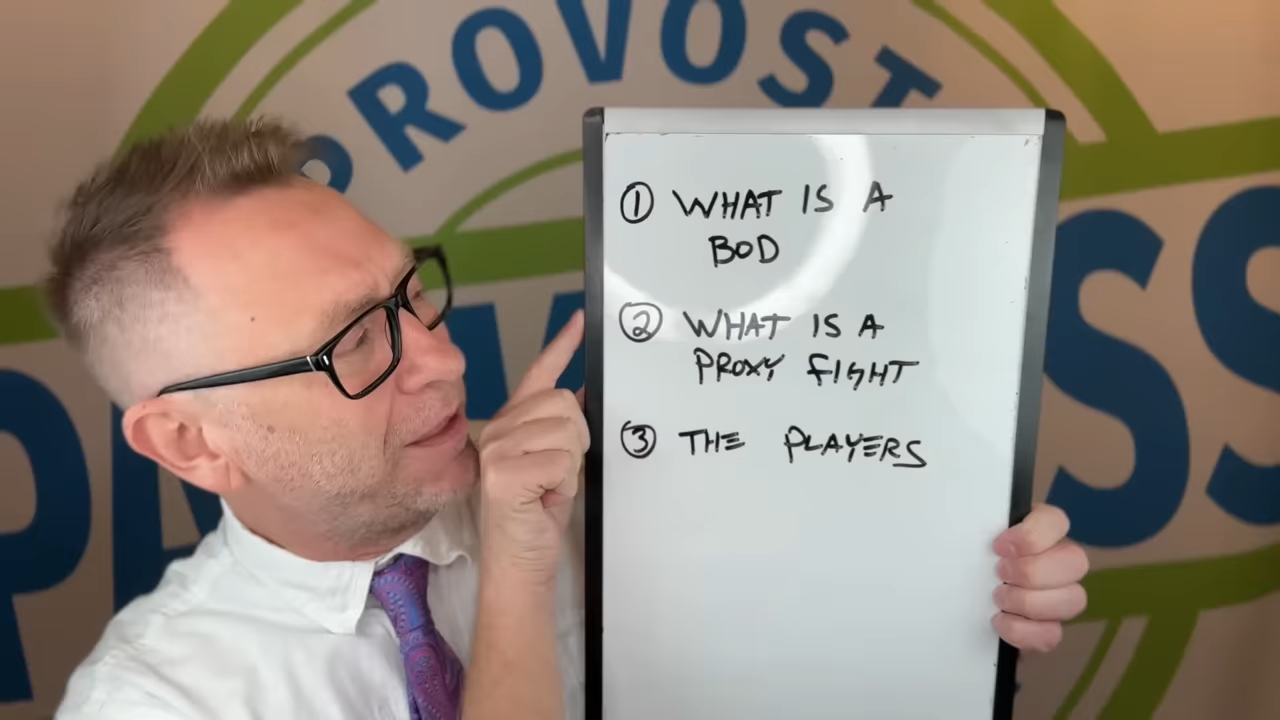 PROVOST
① WHAT IS A
BOD
② WHAT IS A
PROXY FIGHT
③ THE PLAYERS